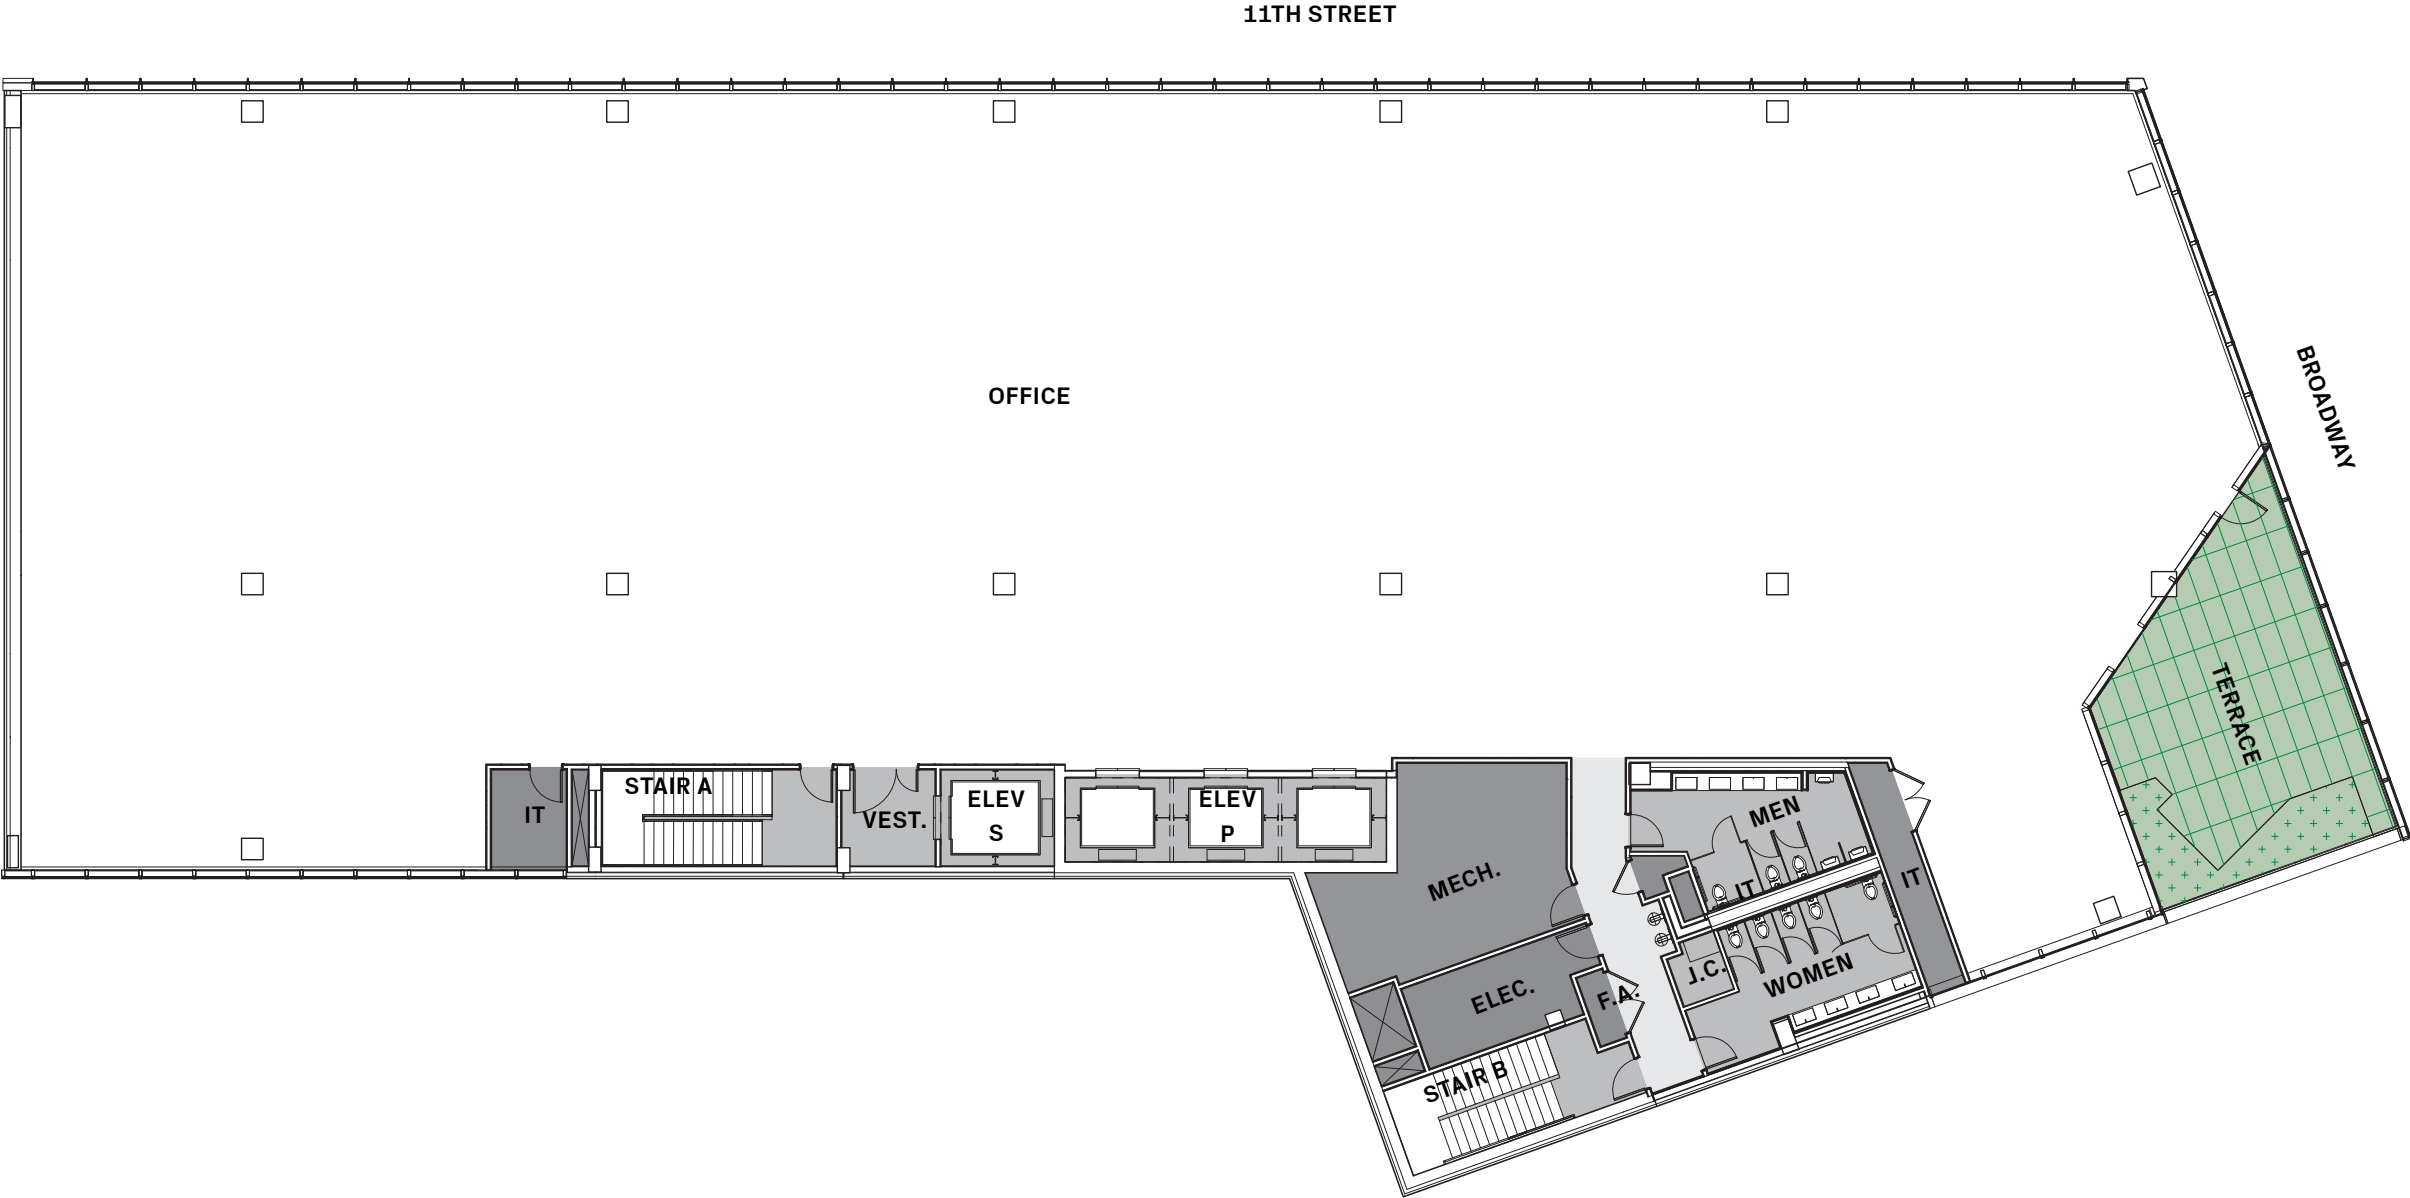 11TH STREET
BROADWAY
OFFICE
TERRACE
STAIR A
IT
VEST.
ELEV
S
ELEV
P
MEN
MECH.
IT
IT
J.C.
WOMEN
ELEC.
F.A.
STAIR B